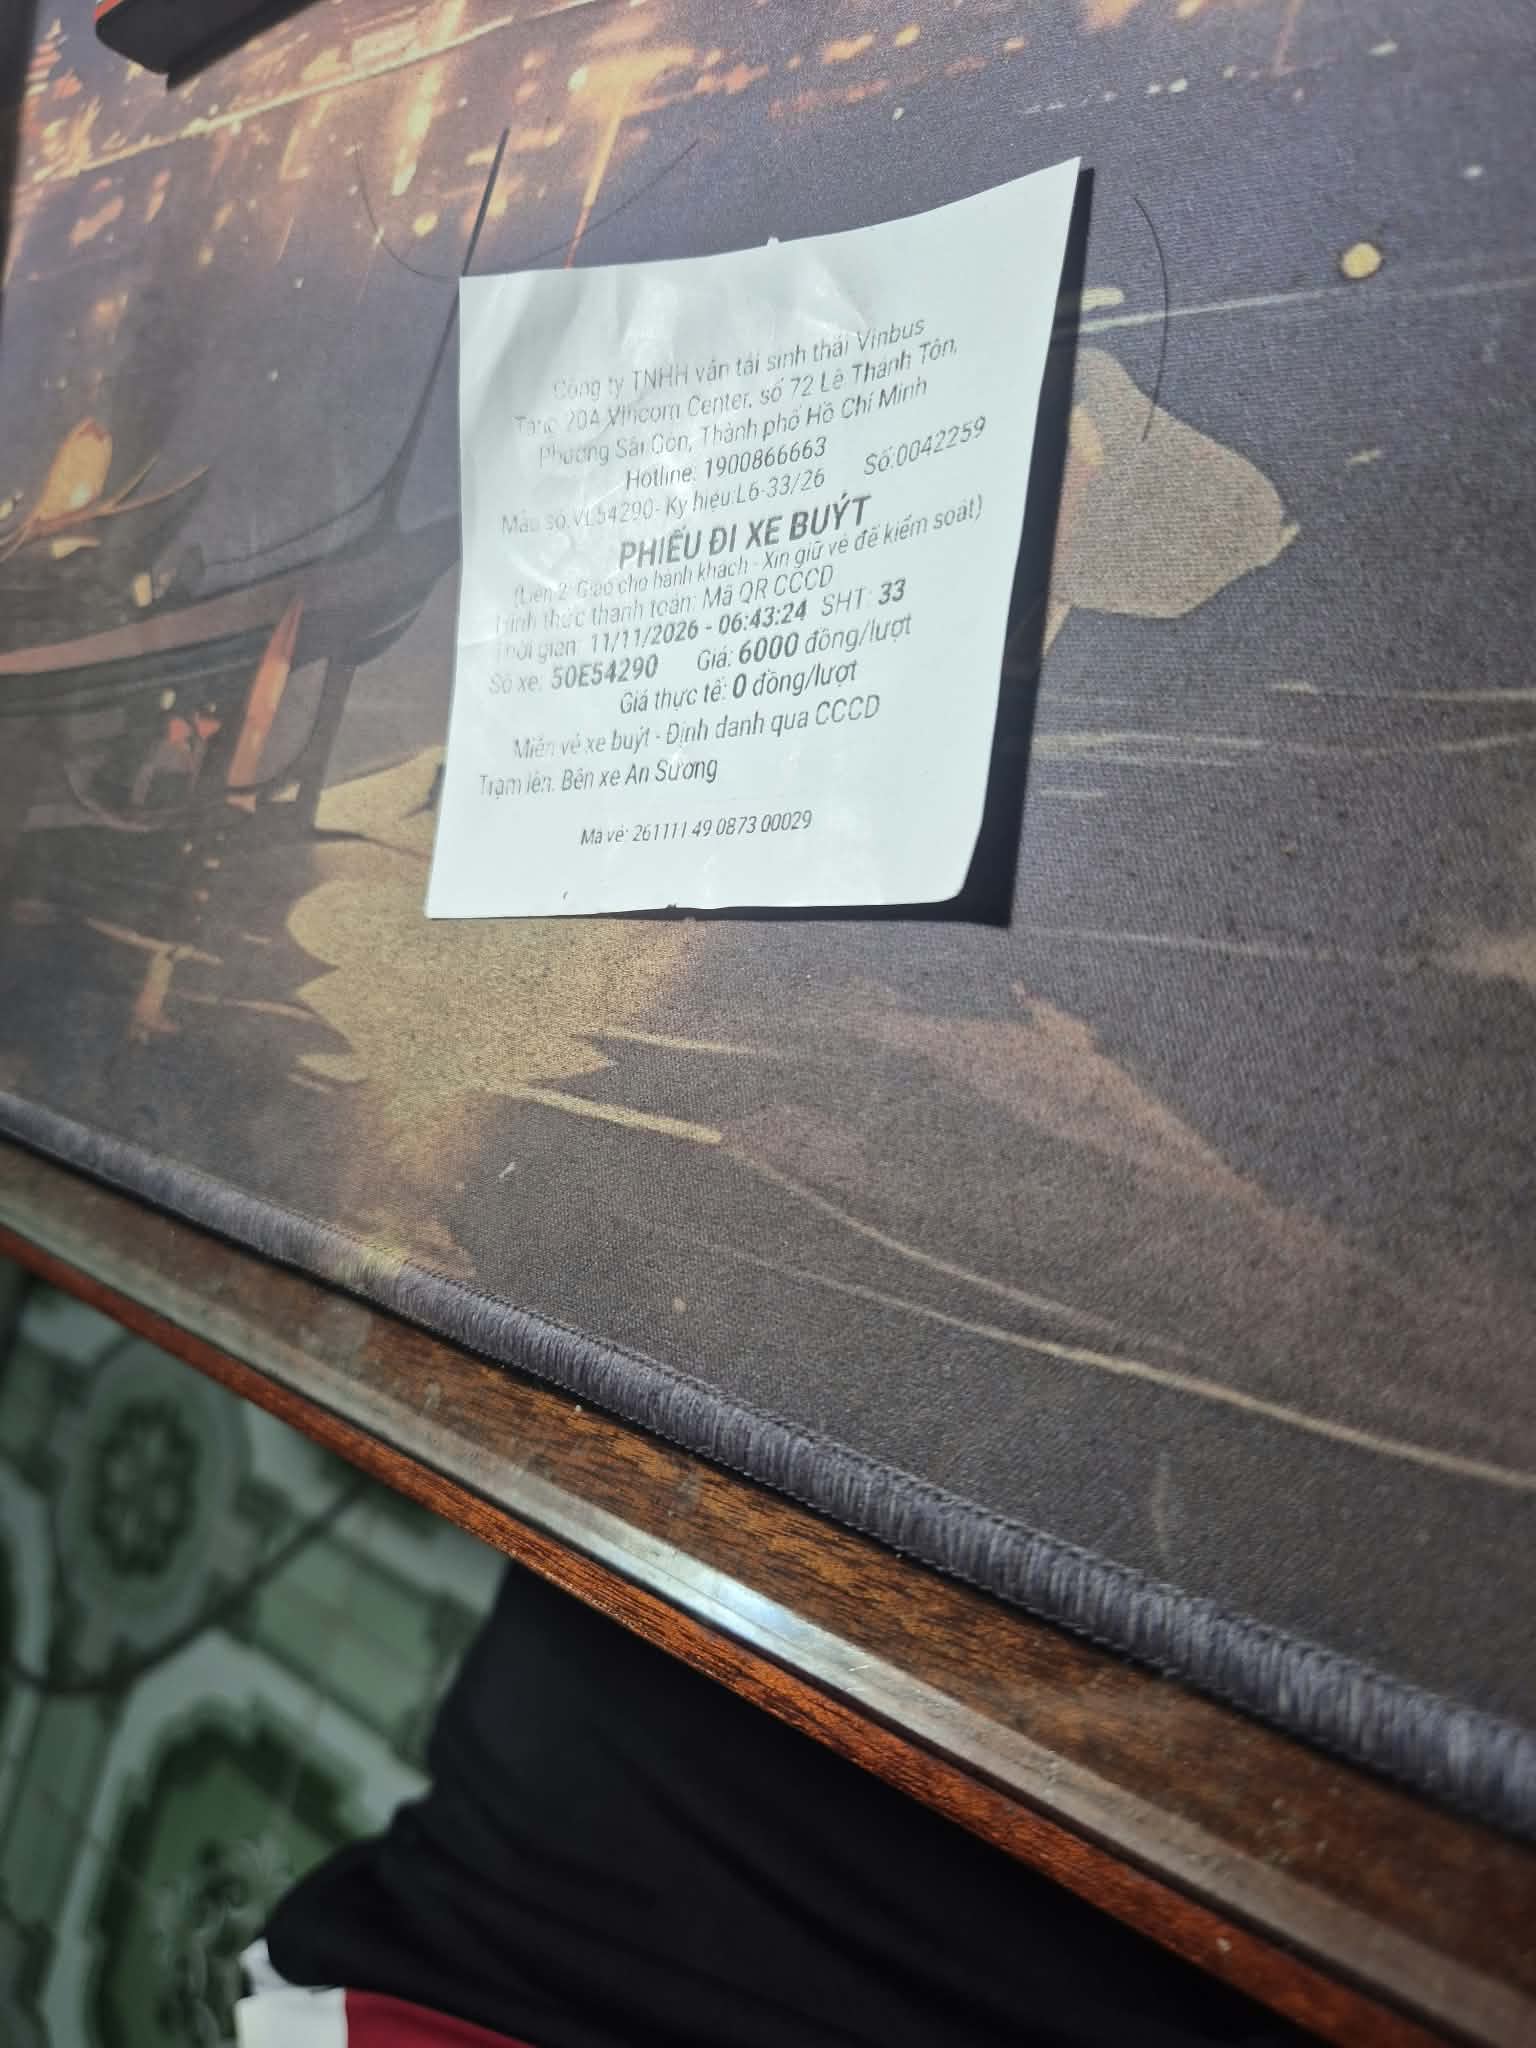 Công ty TNHH vận tải sinh thái Vinbus
Tầng 20A Vincom Center, số 72 Lê Thánh Tôn,
Phường Sài Gòn, Thành phố Hồ Chí Minh
Hotline: 1900866663
Mẫu số:VL54290- Ký hiệu:L6-33/26 Số:0042259
PHIẾU ĐI XE BUÝT
(Liên 2: Giao cho hành khách - Xin giữ vé để kiểm soát)
Hình thức thanh toán: Mã QR CCCD
Thời gian: 11/11/2026 - 06:43:24 SHT: 33
Số xe: 50E54290 Giá: 6000 đồng/lượt
Giá thực tế: 0 đồng/lượt
Miễn vé xe buýt - Định danh qua CCCD
Trạm lên: Bến xe An Sương
Mã vé: 261111 49 0873 00029